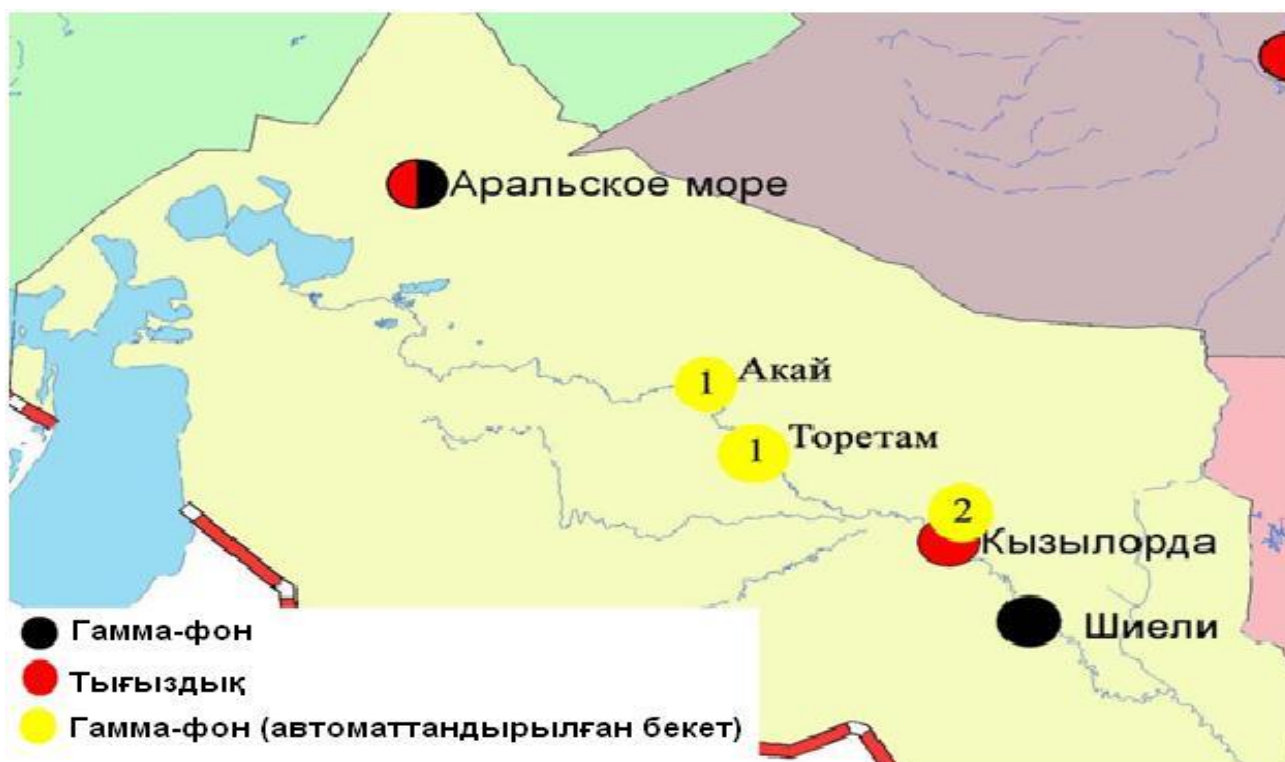 Аральское море
1 Акай
1 Торетам
2
Кызылорда
Шиели
Гамма-фон
Тығыздық
Гамма-фон (автоматтандырылған бекет)